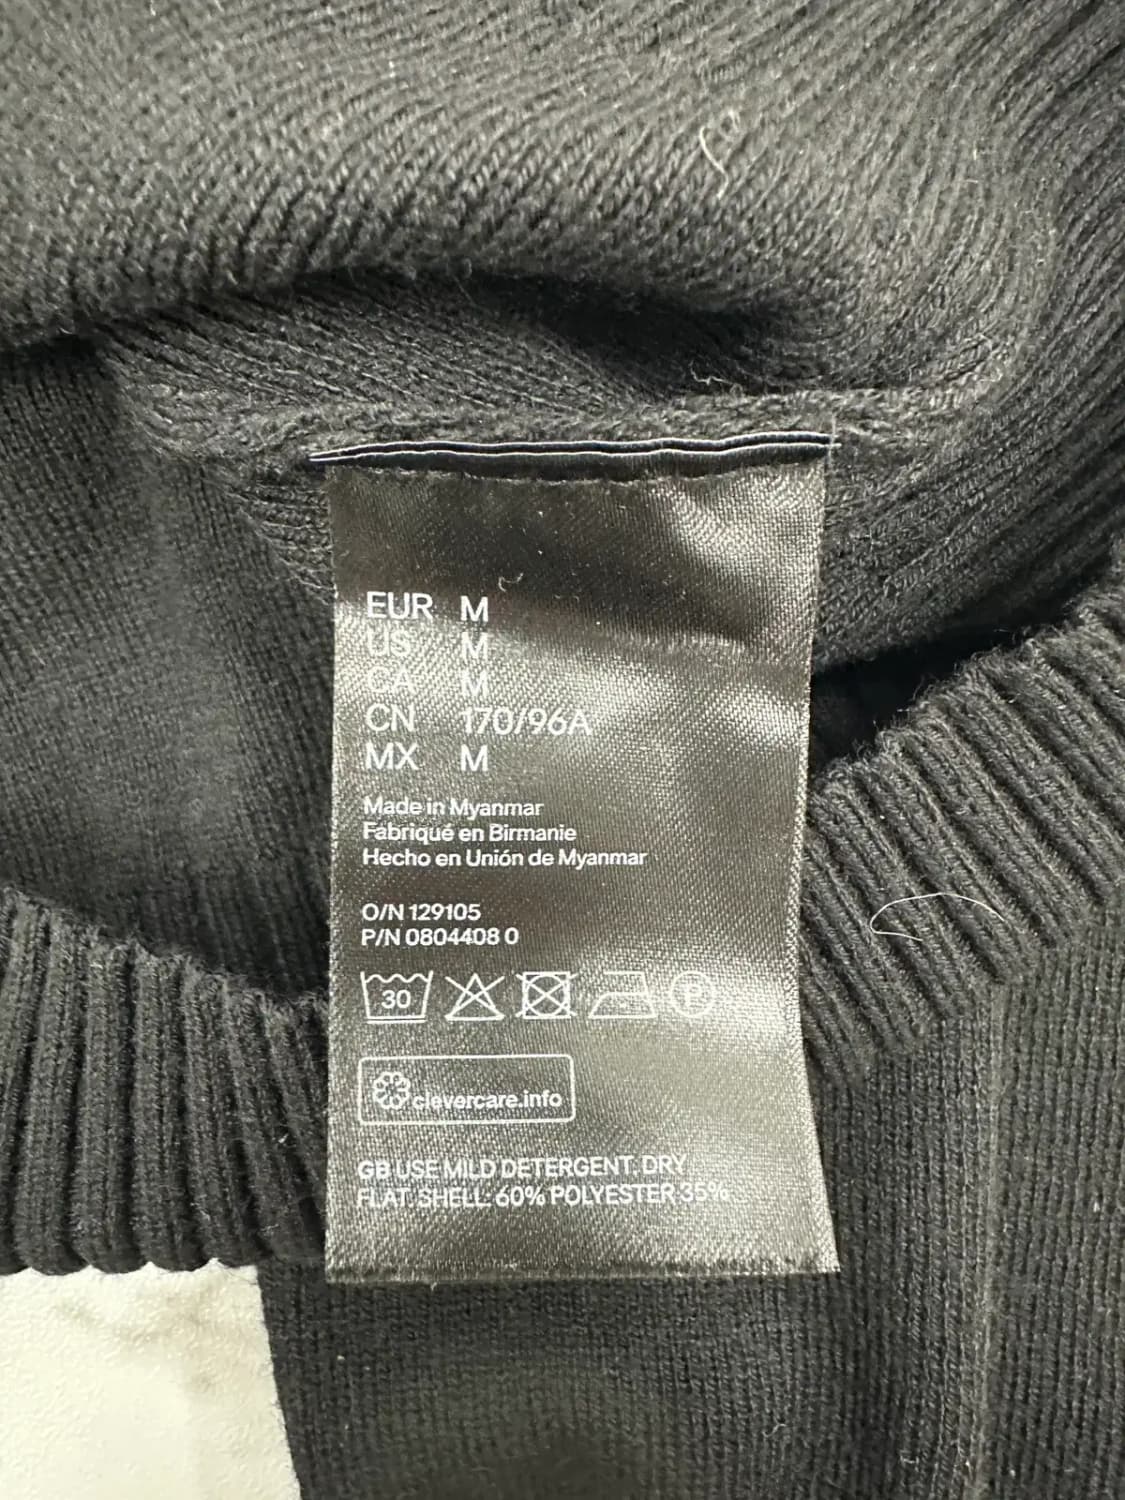 EUR M
US M
CA M
CN 170/96A
MX M
Made in Myanmar
Fabriqué en Birmanie
Hecho en Unión de Myanmar
O/N 129105
P/N 0804408 0
30 P
clevercare.info
GB USE MILD DETERGENT. DRY
FLAT. SHELL: 60% POLYESTER 35%